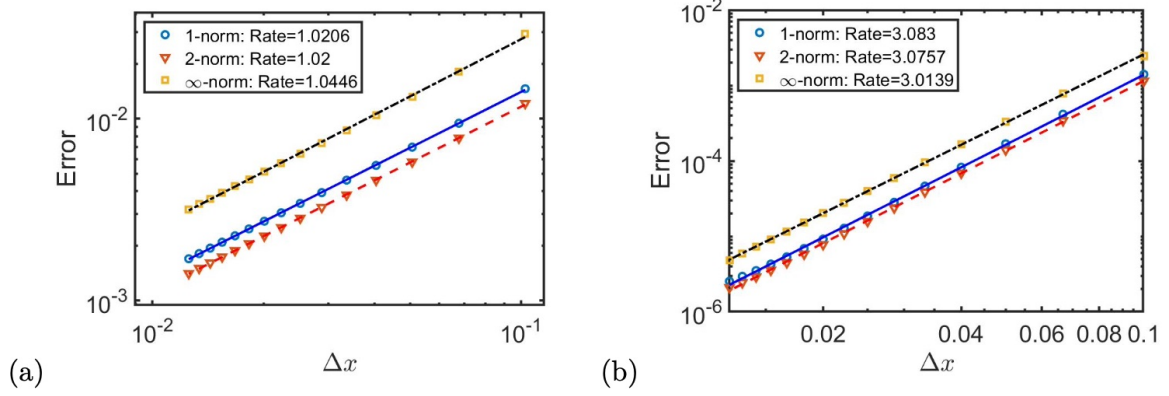 1-norm: Rate=1.0206
2-norm: Rate=1.02
∞-norm: Rate=1.0446
Error
10⁻²
10⁻³
10⁻²
10⁻¹
Δx
(a)
10⁻²
1-norm: Rate=3.083
2-norm: Rate=3.0757
∞-norm: Rate=3.0139
Error
10⁻⁴
10⁻⁶
0.02
0.04
0.06
0.08
0.1
Δx
(b)